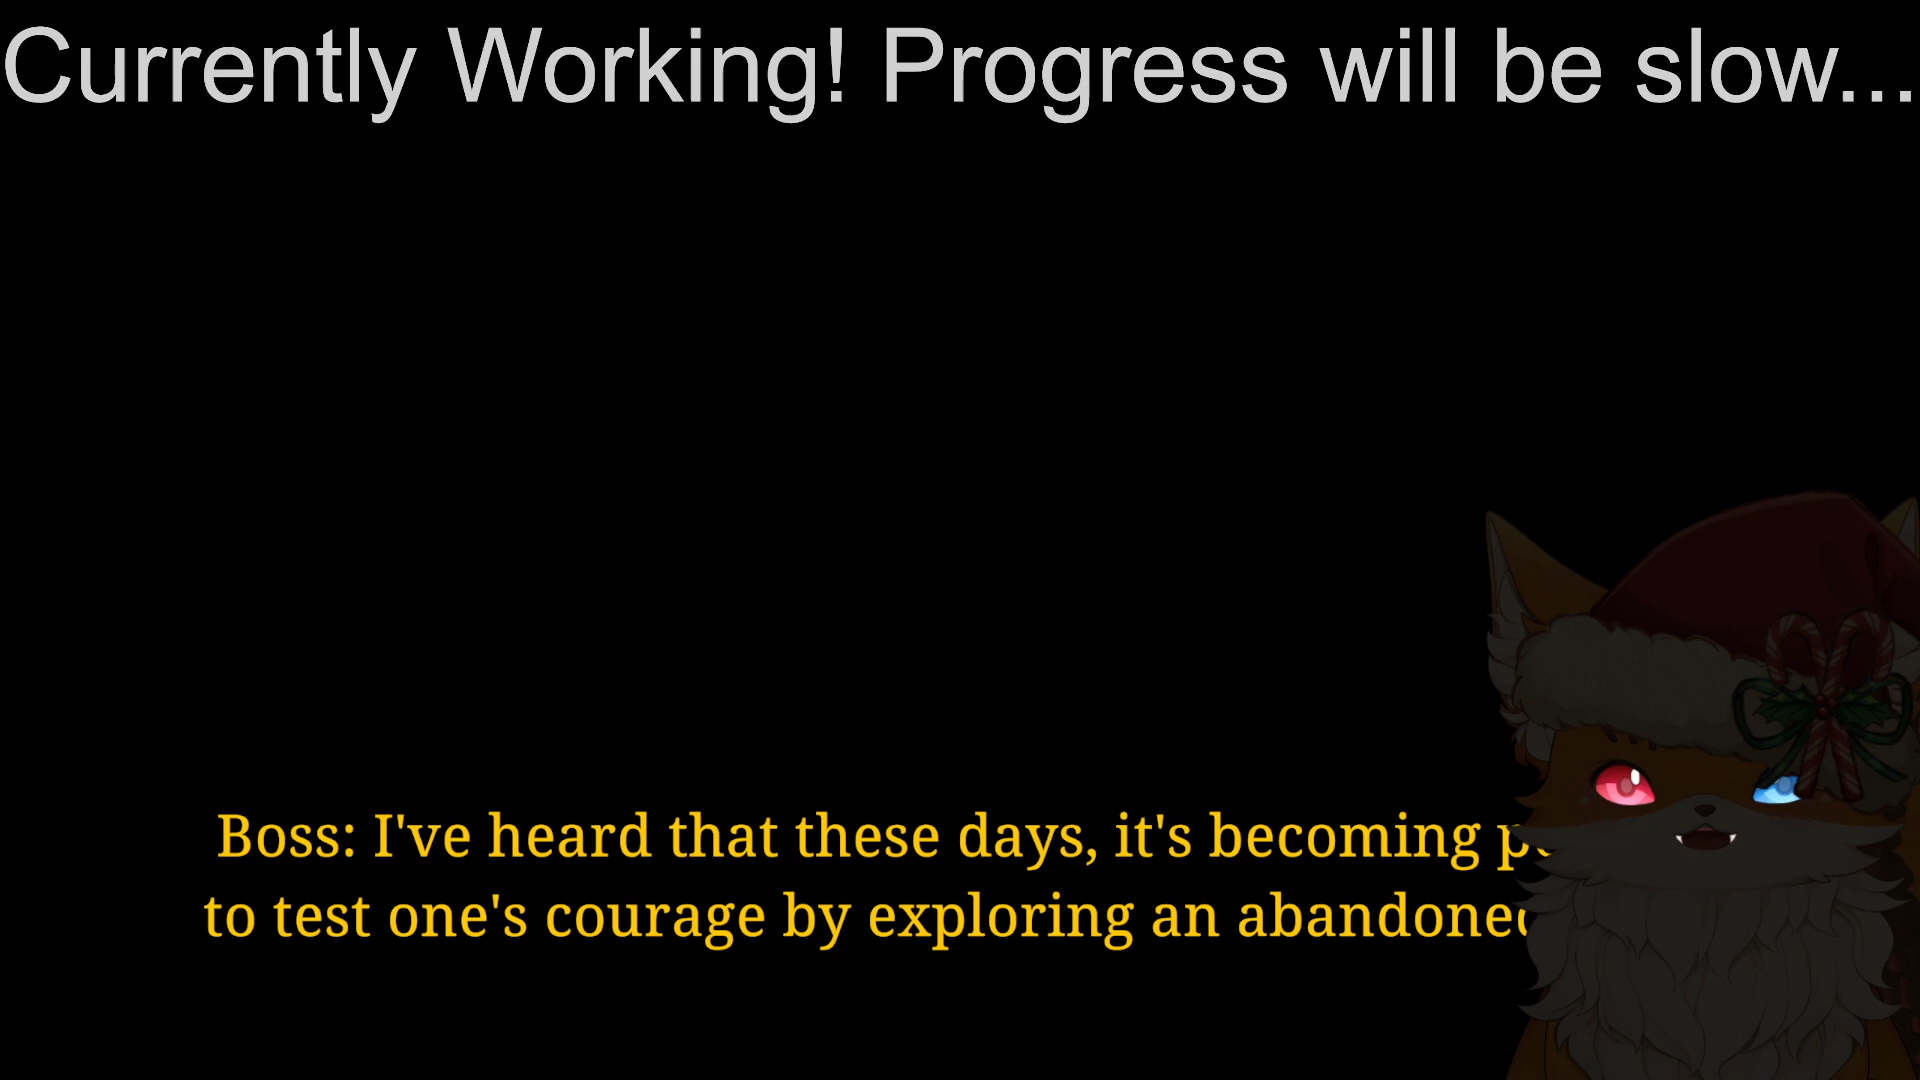 Currently Working! Progress will be slow...
Boss: I've heard that these days, it's becoming
to test one's courage by exploring an